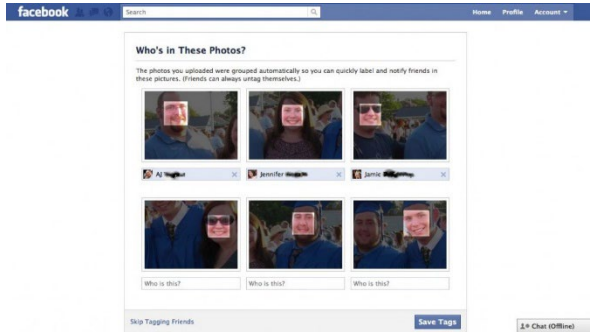 facebook
Search
Home Profile Account
Who's in These Photos?
The photos you uploaded were grouped automatically so you can quickly label and notify friends in
these pictures. (Friends can always untag themselves.)
AJ
Jennifer
Jamie
Who is this? Who is this? Who is this?
Skip Tagging Friends
Save Tags
Chat (Offline)